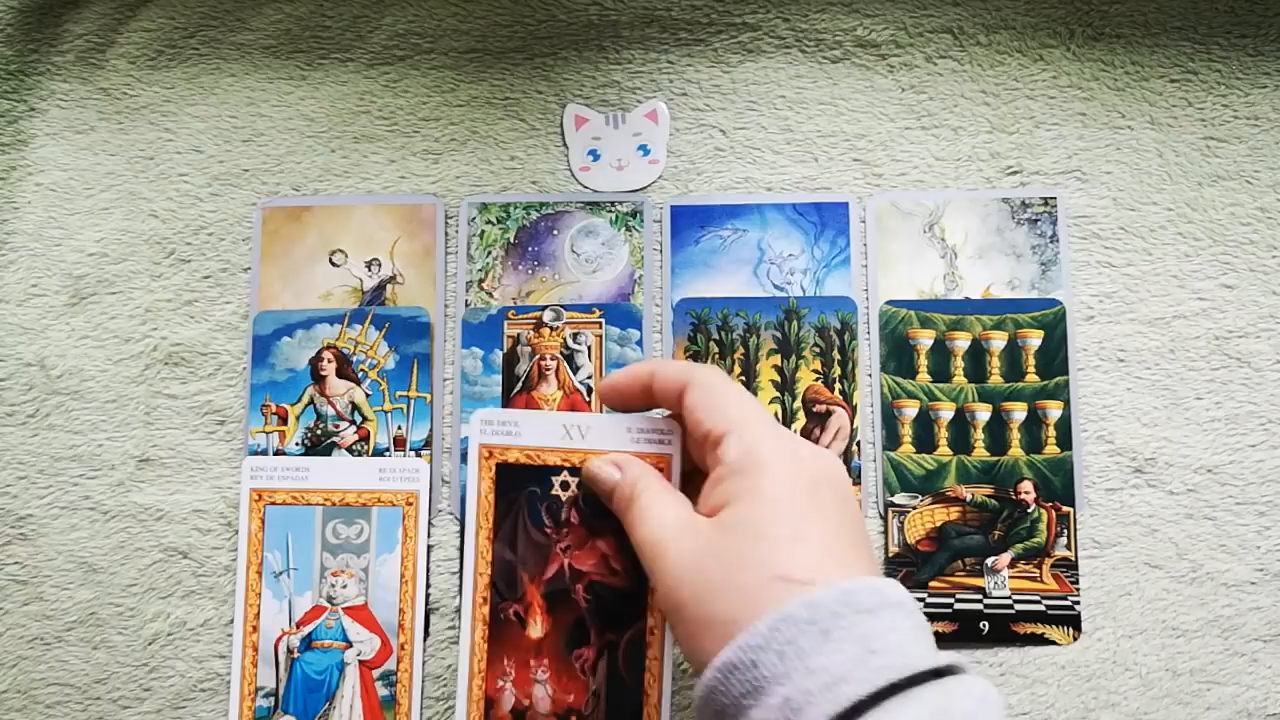 KING OF SWORDS
REY DE ESPADAS
RE DI SPADE
ROI D'ÉPÉES
THE DEVIL
EL DIABLO
XV
IL DIAVOLO
LE DIABLE
PRB
9